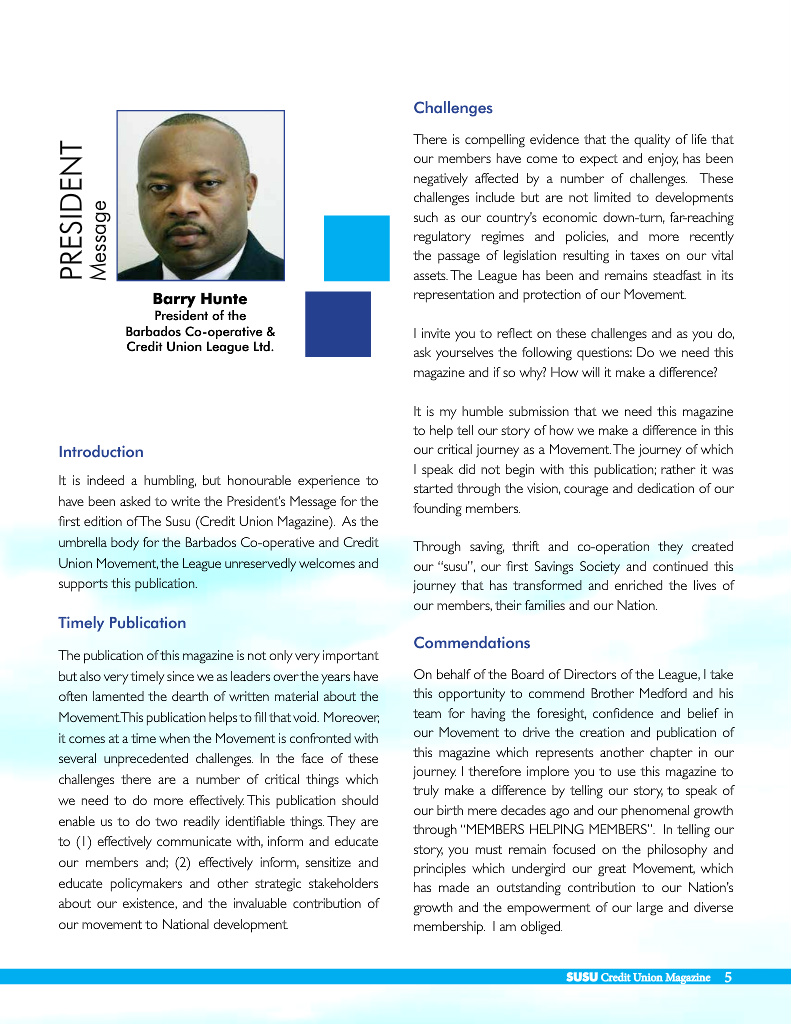 PRESIDENT
Message
Barry Hunte
President of the
Barbados Co-operative &
Credit Union League Ltd.
Introduction
It is indeed a humbling, but honourable experience to
have been asked to write the President's Message for the
first edition of The Susu (Credit Union Magazine). As the
umbrella body for the Barbados Co-operative and Credit
Union Movement, the League unreservedly welcomes and
supports this publication.
Timely Publication
The publication of this magazine is not only very important
but also very timely since we as leaders over the years have
often lamented the dearth of written material about the
Movement.This publication helps to fill that void. Moreover,
it comes at a time when the Movement is confronted with
several unprecedented challenges. In the face of these
challenges there are a number of critical things which
we need to do more effectively. This publication should
enable us to do two readily identifiable things. They are
to (1) effectively communicate with, inform and educate
our members and; (2) effectively inform, sensitize and
educate policymakers and other strategic stakeholders
about our existence, and the invaluable contribution of
our movement to National development.
Challenges
There is compelling evidence that the quality of life that
our members have come to expect and enjoy, has been
negatively affected by a number of challenges. These
challenges include but are not limited to developments
such as our country's economic down-turn, far-reaching
regulatory regimes and policies, and more recently
the passage of legislation resulting in taxes on our vital
assets. The League has been and remains steadfast in its
representation and protection of our Movement.
I invite you to reflect on these challenges and as you do,
ask yourselves the following questions: Do we need this
magazine and if so why? How will it make a difference?
It is my humble submission that we need this magazine
to help tell our story of how we make a difference in this
our critical journey as a Movement. The journey of which
I speak did not begin with this publication; rather it was
started through the vision, courage and dedication of our
founding members.
Through saving, thrift and co-operation they created
our "susu", our first Savings Society and continued this
journey that has transformed and enriched the lives of
our members, their families and our Nation.
Commendations
On behalf of the Board of Directors of the League, I take
this opportunity to commend Brother Medford and his
team for having the foresight, confidence and belief in
our Movement to drive the creation and publication of
this magazine which represents another chapter in our
journey. I therefore implore you to use this magazine to
truly make a difference by telling our story, to speak of
our birth mere decades ago and our phenomenal growth
through "MEMBERS HELPING MEMBERS". In telling our
story, you must remain focused on the philosophy and
principles which undergird our great Movement, which
has made an outstanding contribution to our Nation's
growth and the empowerment of our large and diverse
membership. I am obliged.
SUSU Credit Union Magazine 5